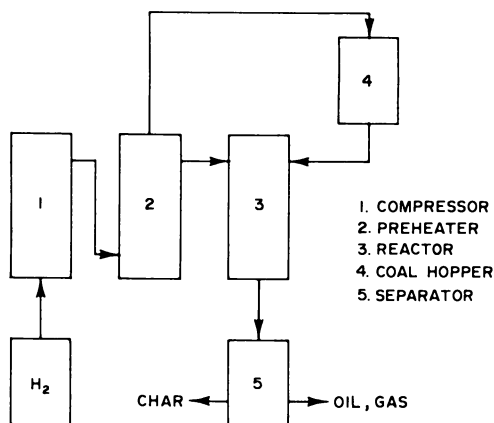 4
1
2
3
1. COMPRESSOR
2. PREHEATER
3. REACTOR
4. COAL HOPPER
5. SEPARATOR
H₂
CHAR
5
OIL, GAS